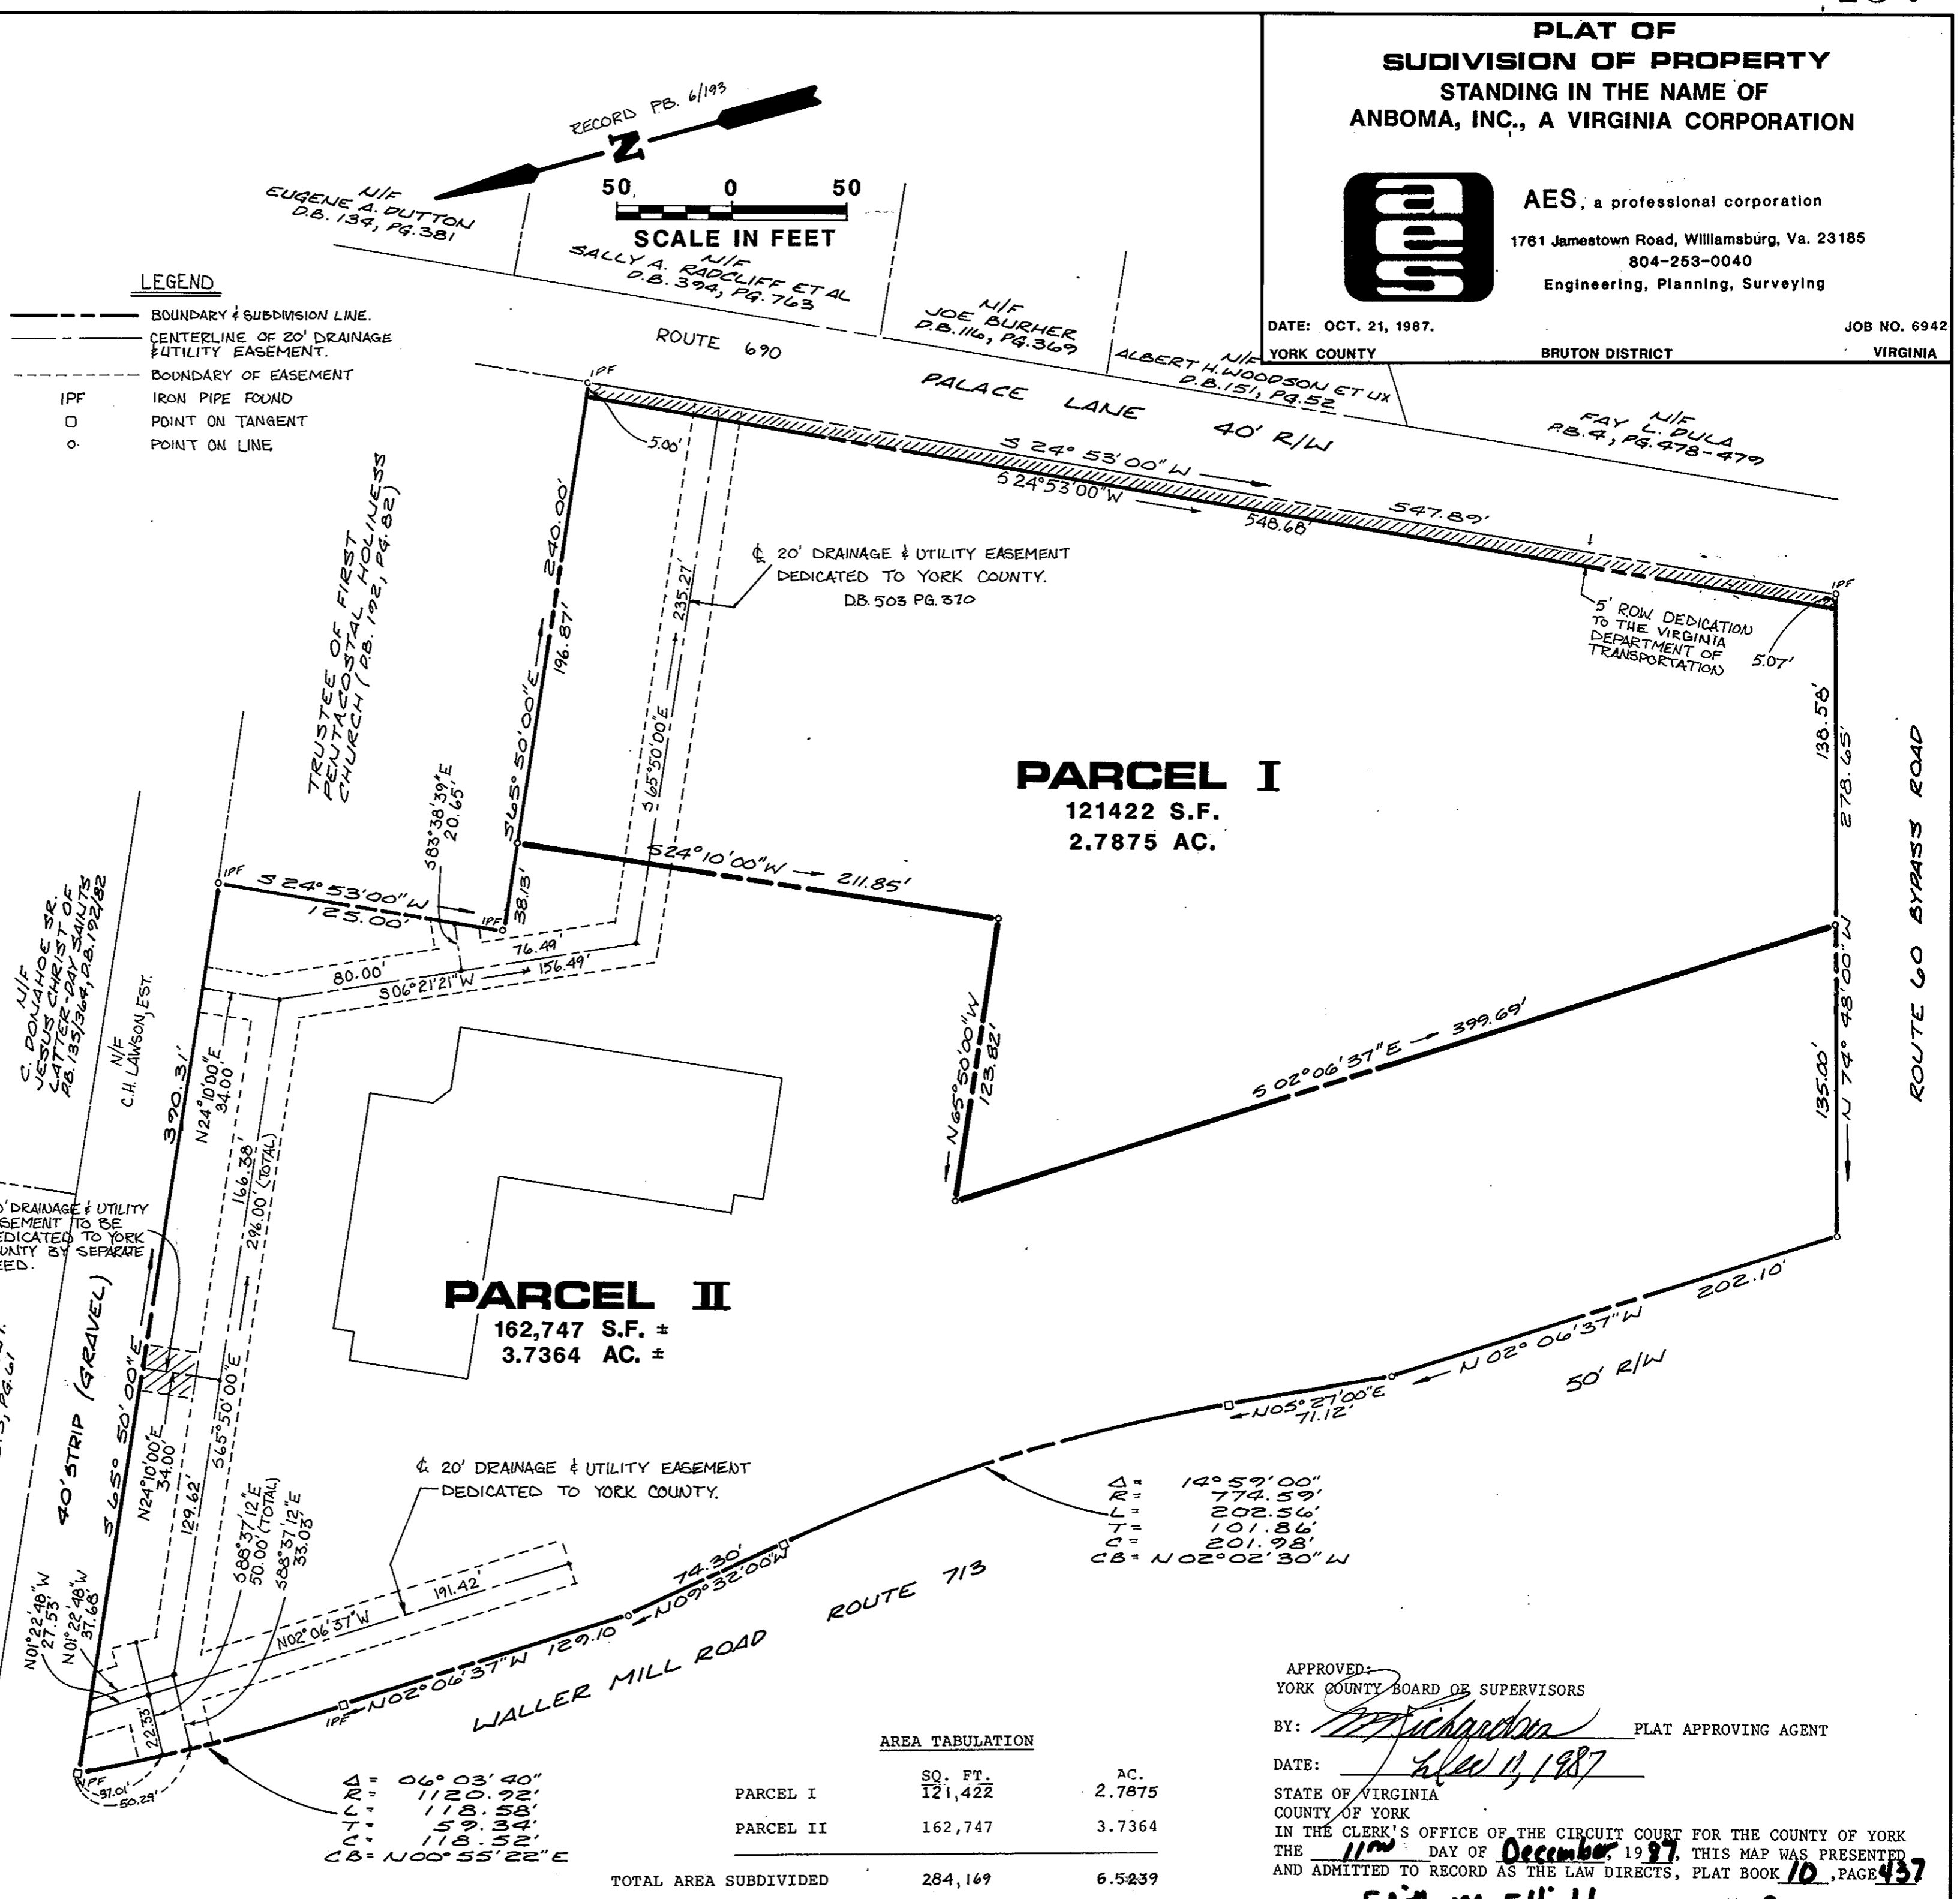 PLAT OF
SUDIVISION OF PROPERTY
STANDING IN THE NAME OF
ANBOMA, INC., A VIRGINIA CORPORATION
aes
AES, a professional corporation
1761 Jamestown Road, Williamsburg, Va. 23185
804-253-0040
Engineering, Planning, Surveying
DATE: OCT. 21, 1987.
JOB NO. 6942
YORK COUNTY
BRUTON DISTRICT
VIRGINIA
RECORD P.B. 6/193
N
50 0 50
SCALE IN FEET
N/F
EUGENE A. DUTTON
D.B. 134, PG. 381
N/F
SALLY A. RADCLIFF ET AL
D.B. 394, PG. 763
N/F
JOE BURHER
D.B. 116, PG. 369
N/F
ALBERT H. WOODSON ET UX
D.B. 151, PG. 52
N/F
FAY L. DULA
P.B. 4, PG. 478-479
LEGEND
BOUNDARY & SUBDIVISION LINE.
CENTERLINE OF 20' DRAINAGE
& UTILITY EASEMENT.
BOUNDARY OF EASEMENT
IPF IRON PIPE FOUND
POINT ON TANGENT
POINT ON LINE
ROUTE 690
PALACE LANE 40' R/W
IPF
5.00'
S 24° 53'00" W
547.89'
S 24°53'00"W
548.68'
IPF
5' ROW DEDICATION
TO THE VIRGINIA
DEPARTMENT OF
TRANSPORTATION
5.07'
℄ 20' DRAINAGE & UTILITY EASEMENT
DEDICATED TO YORK COUNTY.
D.B. 503 PG. 370
235.27'
S65°50'00"E
240.00'
196.87'
S65°50'00"E
38.13'
TRUSTEE OF FIRST
PENTACOSTAL HOLINESS
CHURCH (D.B. 192, PG. 82)
S83°38'39"E
20.65'
PARCEL I
121422 S.F.
2.7875 AC.
138.58'
278.65'
N 74° 48'00"W
135.00'
ROUTE 60 BYPASS ROAD
S24°10'00"W
211.85'
IPF
S 24°53'00"W
125.00'
IPF
76.49'
80.00'
156.49'
S06°21'21"W
N65°50'00"W
123.82'
S 02°06'37"E
399.69'
N/F
C. DONAHOE SR.
JESUS CHRIST OF
LATTER-DAY SAINTS
P.B. 135/364, D.B. 192/82
N/F
C.H. LAWSON, EST.
390.31'
N24°10'00"E
34.00'
166.38'
296.00' (TOTAL)
DRAINAGE & UTILITY
TO BE
TO YORK
BY SEPARATE
40' STRIP (GRAVEL)
S 65° 50' 00"E
N24°10'00"E
34.00'
S65°50'00"E
129.62'
PARCEL II
162,747 S.F. ±
3.7364 AC. ±
202.10'
N 02° 06'37"W
50' R/W
N05°27'00"E
71.12'
℄ 20' DRAINAGE & UTILITY EASEMENT
DEDICATED TO YORK COUNTY.
S88°37'12"E
50.00' (TOTAL)
S88°37'12"E
33.03'
N01°22'48"W
27.53'
N01°22'48"W
37.68'
191.42'
N02°06'37"W
22.33'
Δ= 14°59'00"
R= 774.59'
L= 202.56'
T= 101.86'
C= 201.98'
CB= N 02°02'30" W
74.30'
N09°32'00"W
129.10
N02°06'37"W
IPF
WALLER MILL ROAD ROUTE 713
IPF
37.01'
50.29'
Δ= 06° 03'40"
R= 1120.92'
L= 118.58'
T= 59.34'
C= 118.52'
CB= N00°55'22"E
AREA TABULATION
SQ. FT. AC.
PARCEL I 121,422 2.7875
PARCEL II 162,747 3.7364
TOTAL AREA SUBDIVIDED 284,169 6.5239
APPROVED:
YORK COUNTY BOARD OF SUPERVISORS
BY: Richardson PLAT APPROVING AGENT
DATE: Dec 11, 1987
STATE OF VIRGINIA
COUNTY OF YORK
IN THE CLERK'S OFFICE OF THE CIRCUIT COURT FOR THE COUNTY OF YORK
THE 11th DAY OF December, 1987, THIS MAP WAS PRESENTED
AND ADMITTED TO RECORD AS THE LAW DIRECTS, PLAT BOOK 10, PAGE 437